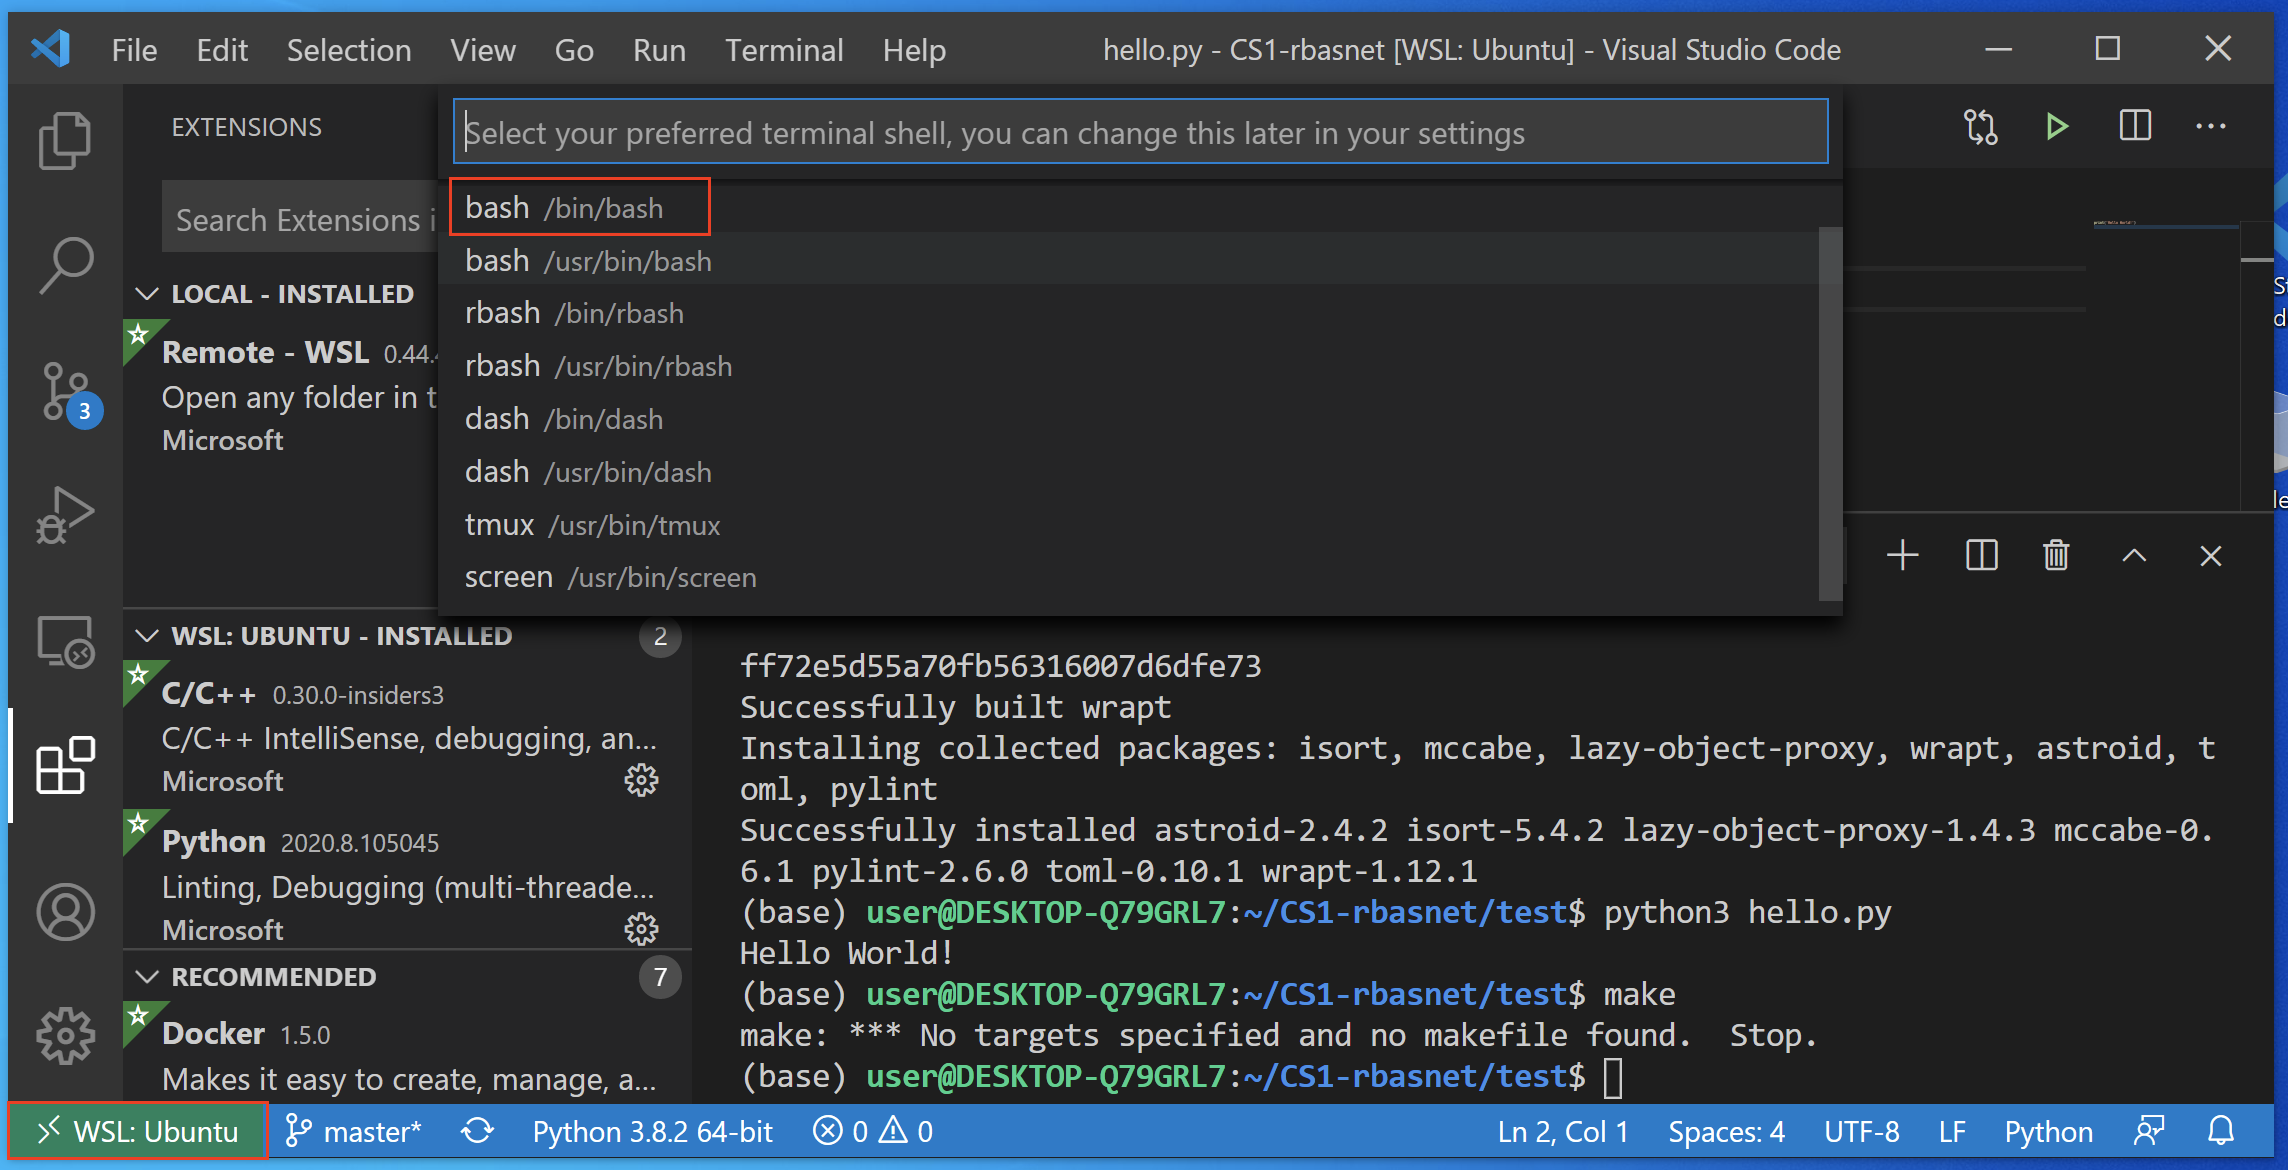 File Edit Selection View Go Run Terminal Help hello.py - CS1-rbasnet [WSL: Ubuntu] - Visual Studio Code
EXTENSIONS
Select your preferred terminal shell, you can change this later in your settings
Search Extensions i
bash /bin/bash
bash /usr/bin/bash
rbash /bin/rbash
rbash /usr/bin/rbash
dash /bin/dash
dash /usr/bin/dash
tmux /usr/bin/tmux
screen /usr/bin/screen
LOCAL - INSTALLED
Remote - WSL 0.44.
Open any folder in t
Microsoft
3
WSL: UBUNTU - INSTALLED 2
C/C++ 0.30.0-insiders3
C/C++ IntelliSense, debugging, an...
Microsoft
Python 2020.8.105045
Linting, Debugging (multi-threade...
Microsoft
RECOMMENDED 7
Docker 1.5.0
Makes it easy to create, manage, a...
ff72e5d55a70fb56316007d6dfe73
Successfully built wrapt
Installing collected packages: isort, mccabe, lazy-object-proxy, wrapt, astroid, t
oml, pylint
Successfully installed astroid-2.4.2 isort-5.4.2 lazy-object-proxy-1.4.3 mccabe-0.
6.1 pylint-2.6.0 toml-0.10.1 wrapt-1.12.1
(base) user@DESKTOP-Q79GRL7:~/CS1-rbasnet/test$ python3 hello.py
Hello World!
(base) user@DESKTOP-Q79GRL7:~/CS1-rbasnet/test$ make
make: *** No targets specified and no makefile found.  Stop.
(base) user@DESKTOP-Q79GRL7:~/CS1-rbasnet/test$
WSL: Ubuntu master* Python 3.8.2 64-bit 0 0 Ln 2, Col 1 Spaces: 4 UTF-8 LF Python